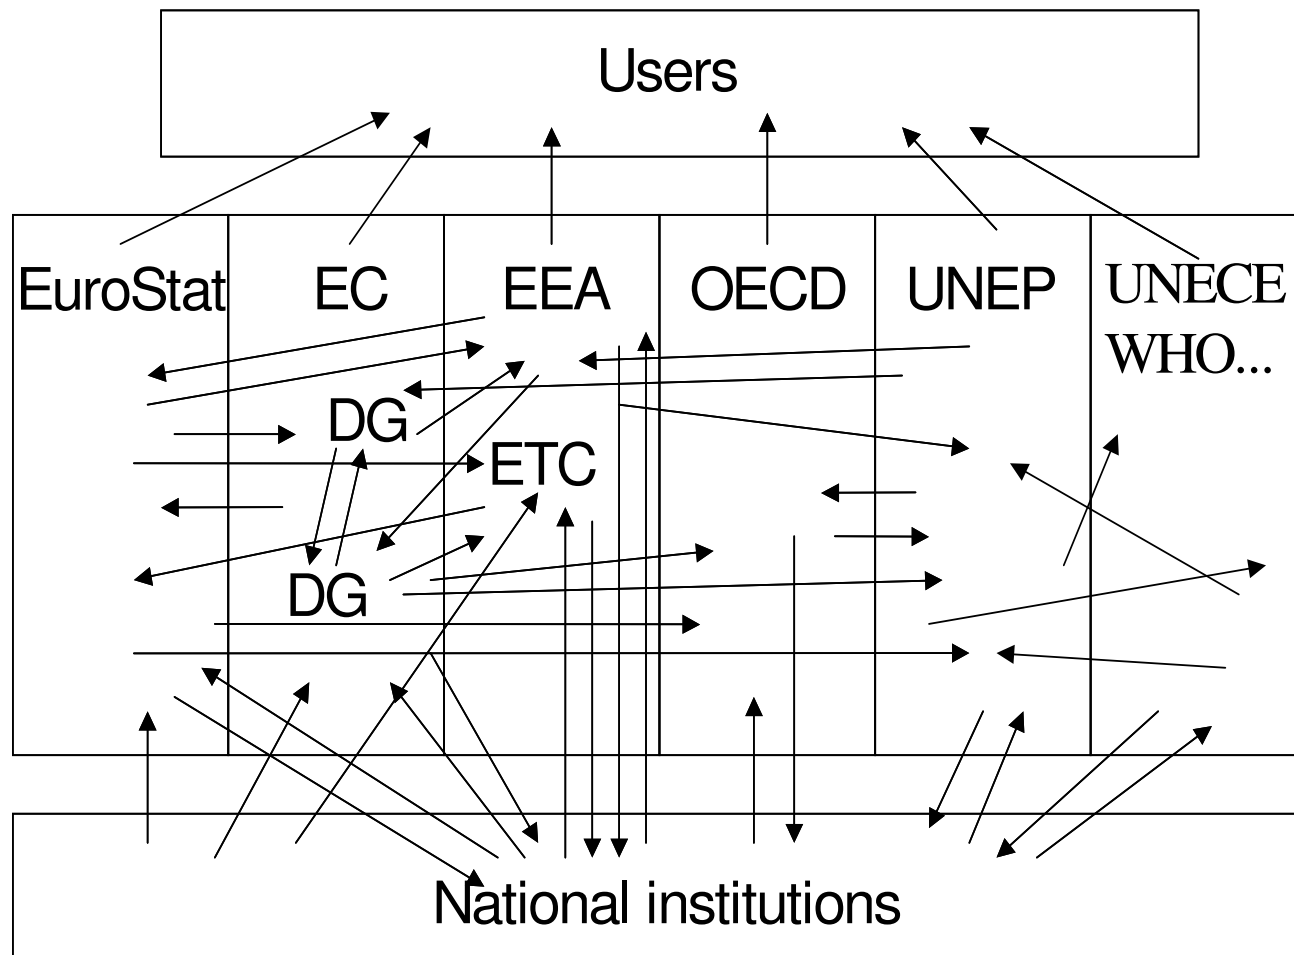 Users
EuroStat
EC
EEA
OECD
UNEP
UNECE
WHO...
DG
ETC
DG
National institutions